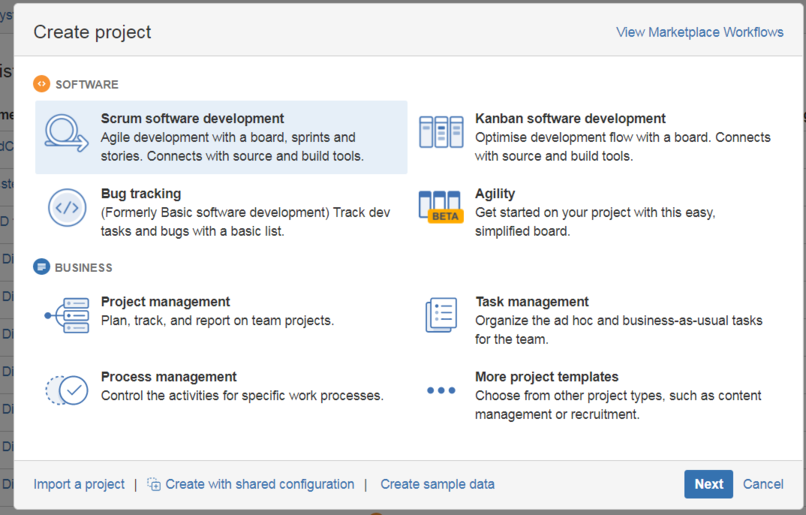 Create project
View Marketplace Workflows
SOFTWARE
Scrum software development
Agile development with a board, sprints and
stories. Connects with source and build tools.
Kanban software development
Optimise development flow with a board. Connects
with source and build tools.
Bug tracking
(Formerly Basic software development) Track dev
tasks and bugs with a basic list.
BETA
Agility
Get started on your project with this easy,
simplified board.
BUSINESS
Project management
Plan, track, and report on team projects.
Task management
Organize the ad hoc and business-as-usual tasks
for the team.
Process management
Control the activities for specific work processes.
More project templates
Choose from other project types, such as content
management or recruitment.
Import a project | Create with shared configuration | Create sample data
Next Cancel